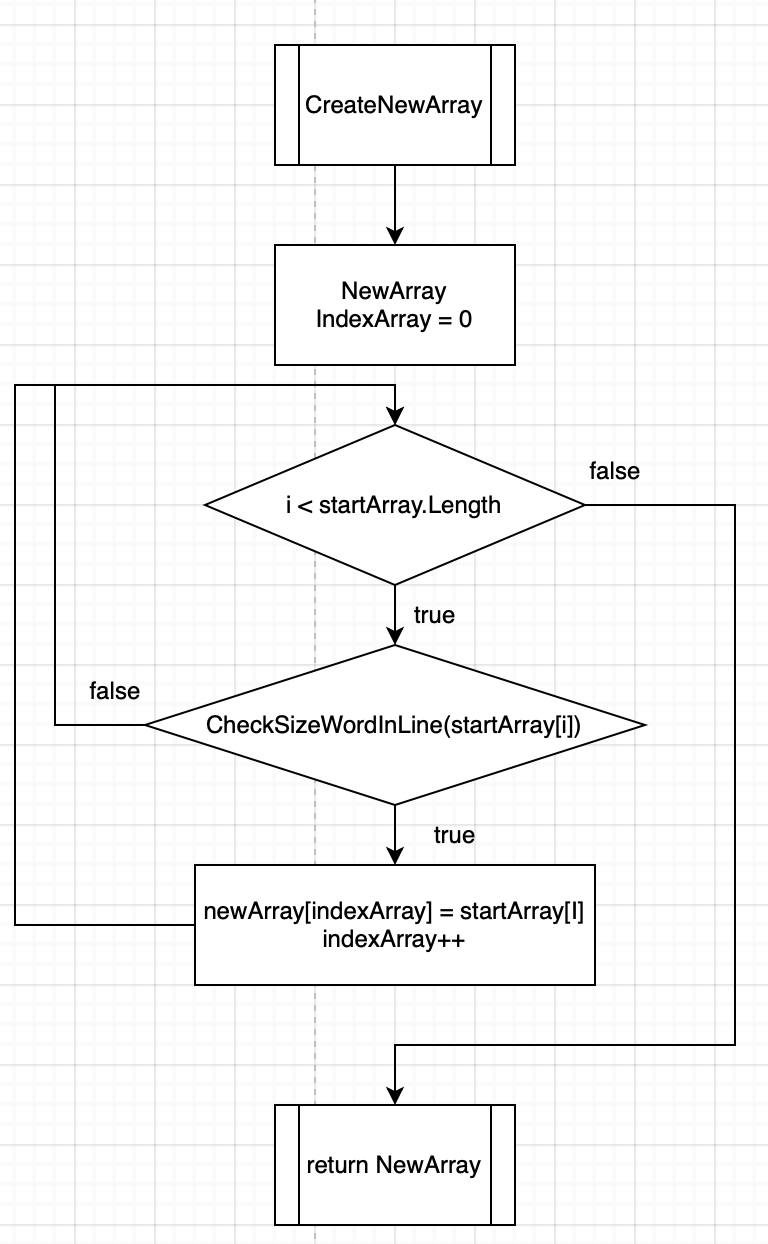 CreateNewArray
NewArray
IndexArray = 0
i < startArray.Length
false
true
false
CheckSizeWordInLine(startArray[i])
true
newArray[indexArray] = startArray[I]
indexArray++
return NewArray